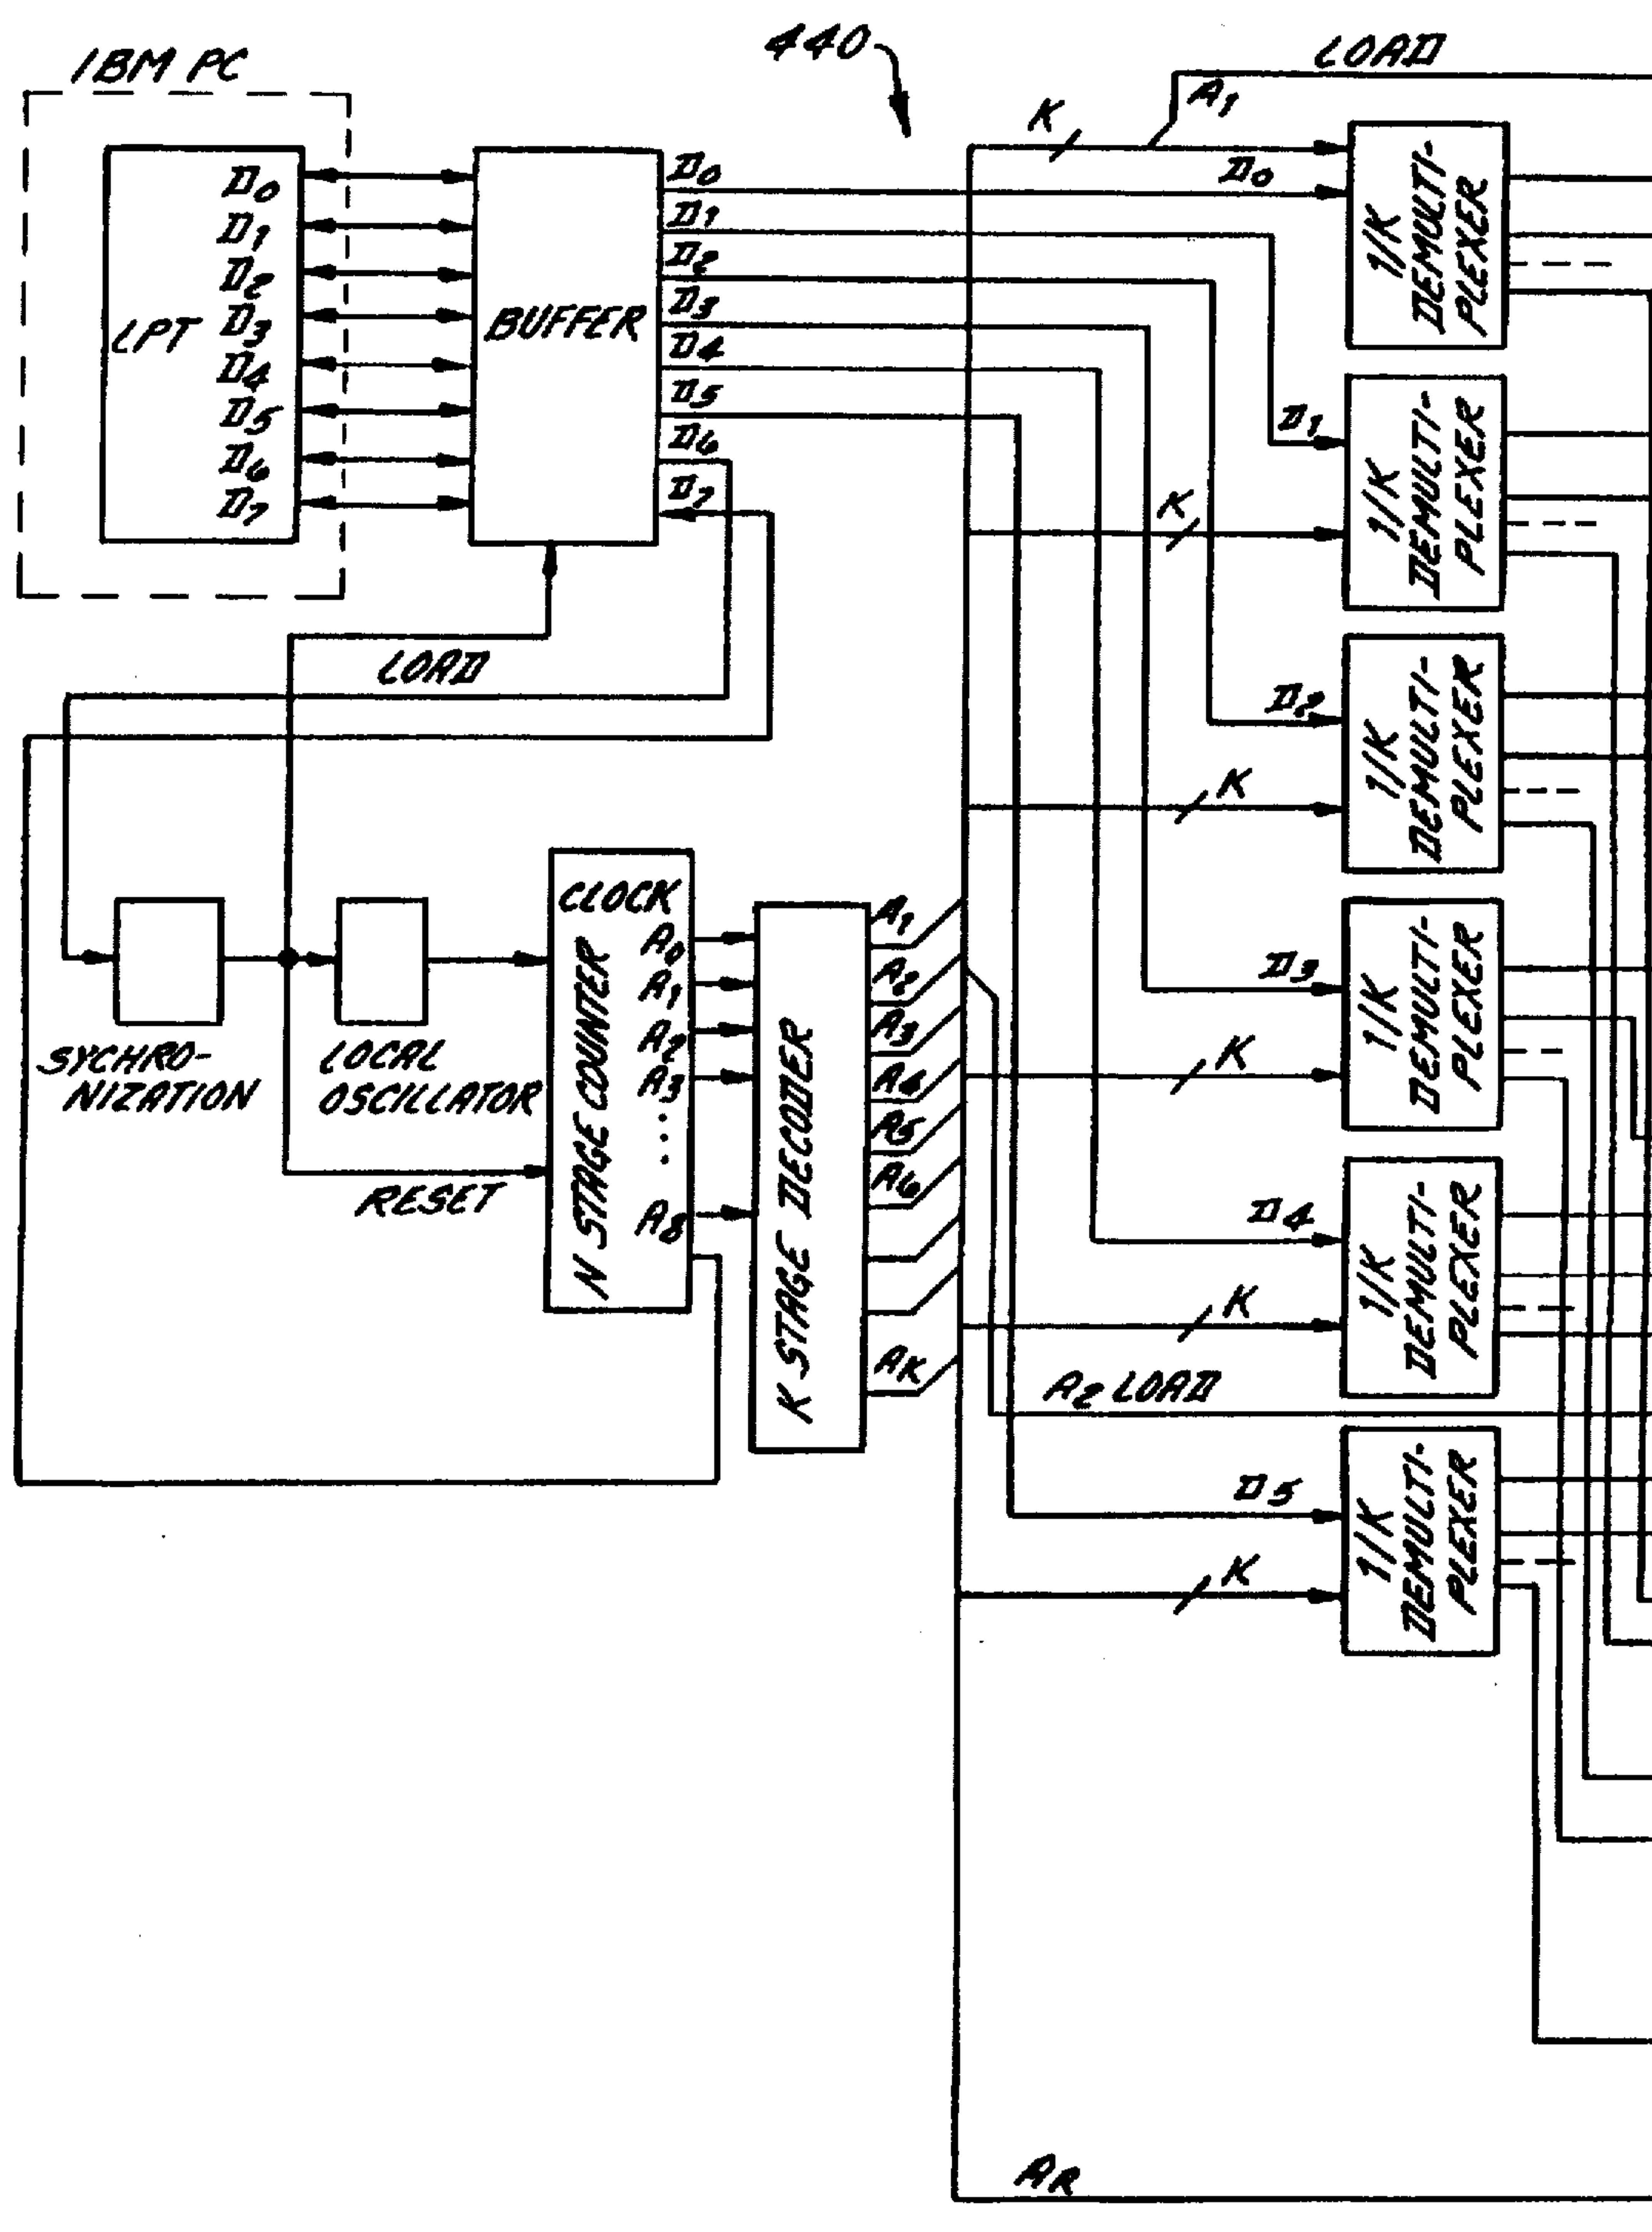 IBM PC
440
LOAD
K
A1
D0
LPT
D0
D1
D2
D3
D4
D5
D6
D7
BUFFER
D0
D1
D2
D3
D4
D5
D6
D7
1/K
DEMULTI-
PLEXER
D1
K
1/K
DEMULTI-
PLEXER
LOAD
D2
K
1/K
DEMULTI-
PLEXER
SYCHRO-
NIZATION
LOCAL
OSCILLATOR
RESET
CLOCK
N STAGE COUNTER
A0
A1
A2
A3
A8
K STAGE DECODER
A1
A2
A3
A4
A5
A6
AK
D3
K
1/K
DEMULTI-
PLEXER
D4
K
1/K
DEMULTI-
PLEXER
A2 LOAD
D5
K
1/K
DEMULTI-
PLEXER
AR